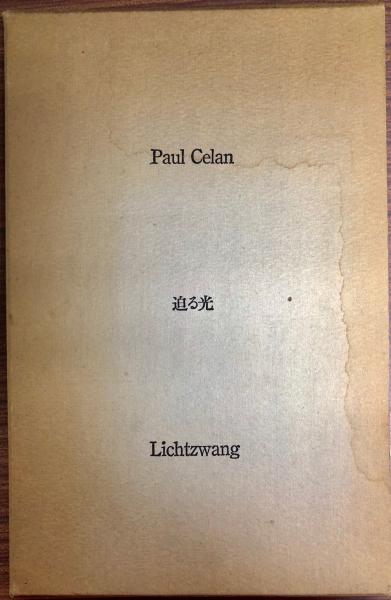 Paul Celan
迫る光
Lichtzwang